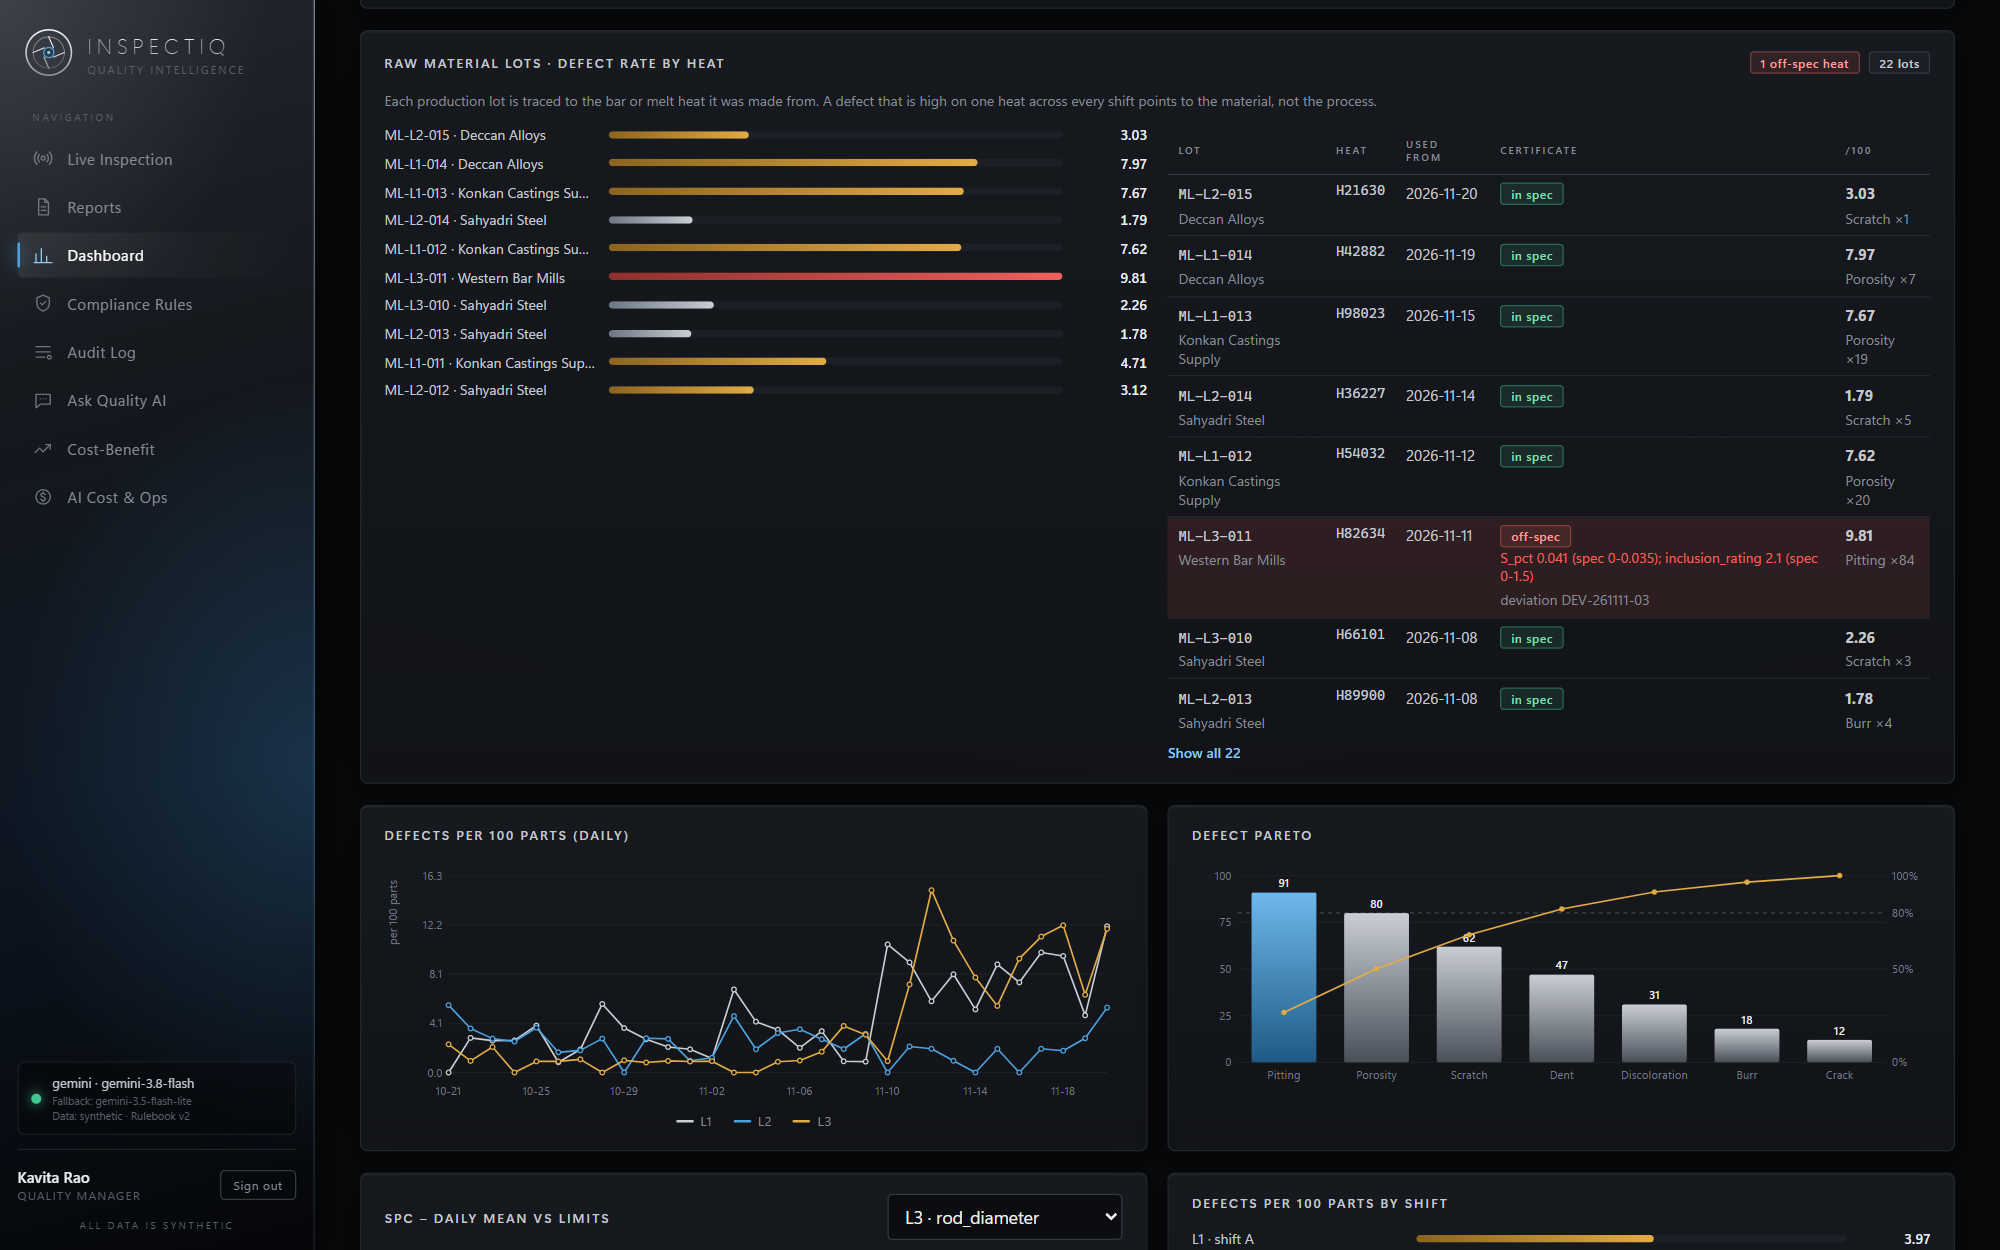 INSPECTIQ
QUALITY INTELLIGENCE
NAVIGATION
Live Inspection
Reports
Dashboard
Compliance Rules
Audit Log
Ask Quality AI
Cost-Benefit
AI Cost & Ops
gemini · gemini-3.8-flash
Fallback: gemini-3.5-flash-lite
Data: synthetic · Rulebook v2
Kavita Rao
QUALITY MANAGER
Sign out
ALL DATA IS SYNTHETIC
RAW MATERIAL LOTS · DEFECT RATE BY HEAT
1 off-spec heat
22 lots
Each production lot is traced to the bar or melt heat it was made from. A defect that is high on one heat across every shift points to the material, not the process.
ML-L2-015 · Deccan Alloys 3.03
ML-L1-014 · Deccan Alloys 7.97
ML-L1-013 · Konkan Castings Su... 7.67
ML-L2-014 · Sahyadri Steel 1.79
ML-L1-012 · Konkan Castings Su... 7.62
ML-L3-011 · Western Bar Mills 9.81
ML-L3-010 · Sahyadri Steel 2.26
ML-L2-013 · Sahyadri Steel 1.78
ML-L1-011 · Konkan Castings Sup... 4.71
ML-L2-012 · Sahyadri Steel 3.12
LOT HEAT USED FROM CERTIFICATE /100
ML-L2-015 H21630 2026-11-20 in spec 3.03
Deccan Alloys Scratch ×1
ML-L1-014 H42882 2026-11-19 in spec 7.97
Deccan Alloys Porosity ×7
ML-L1-013 H98023 2026-11-15 in spec 7.67
Konkan Castings Porosity
Supply ×19
ML-L2-014 H36227 2026-11-14 in spec 1.79
Sahyadri Steel Scratch ×5
ML-L1-012 H54032 2026-11-12 in spec 7.62
Konkan Castings Porosity
Supply ×20
ML-L3-011 H82634 2026-11-11 off-spec 9.81
Western Bar Mills S_pct 0.041 (spec 0-0.035); inclusion_rating 2.1 (spec Pitting ×84
0-1.5)
deviation DEV-261111-03
ML-L3-010 H66101 2026-11-08 in spec 2.26
Sahyadri Steel Scratch ×3
ML-L2-013 H89900 2026-11-08 in spec 1.78
Sahyadri Steel Burr ×4
Show all 22
DEFECTS PER 100 PARTS (DAILY)
per 100 parts
16.3
12.2
8.1
4.1
0.0
10-21 10-25 10-29 11-02 11-06 11-10 11-14 11-18
L1 L2 L3
DEFECT PARETO
100 75 50 25 0
91 80 62 47 31 18 12
100% 80% 50% 0%
Pitting Porosity Scratch Dent Discoloration Burr Crack
SPC – DAILY MEAN VS LIMITS
L3 · rod_diameter
DEFECTS PER 100 PARTS BY SHIFT
L1 · shift A 3.97